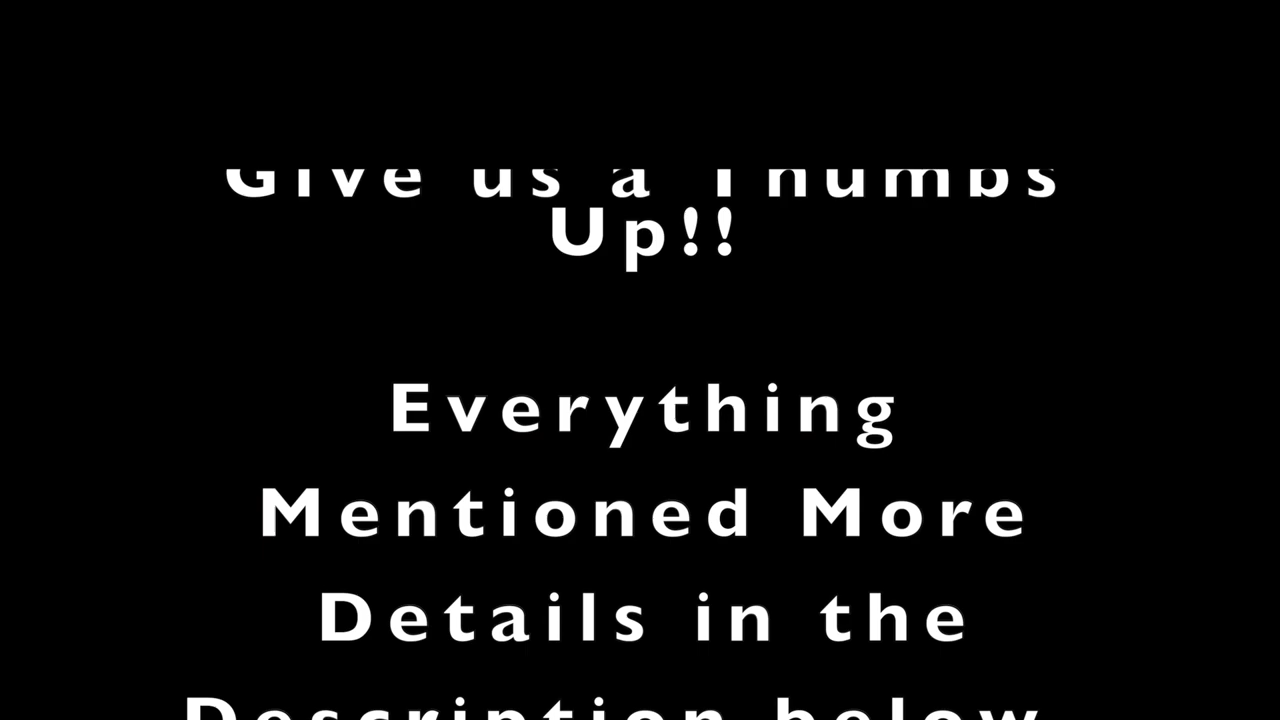 Give us a Thumbs
Up!!
Everything
Mentioned More
Details in the
Description below